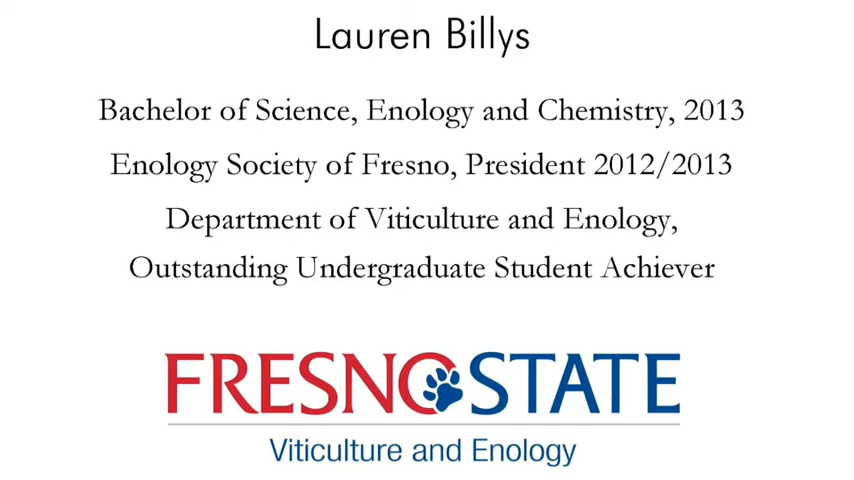 Lauren Billys
Bachelor of Science, Enology and Chemistry, 2013
Enology Society of Fresno, President 2012/2013
Department of Viticulture and Enology,
Outstanding Undergraduate Student Achiever
FRESNO STATE
Viticulture and Enology